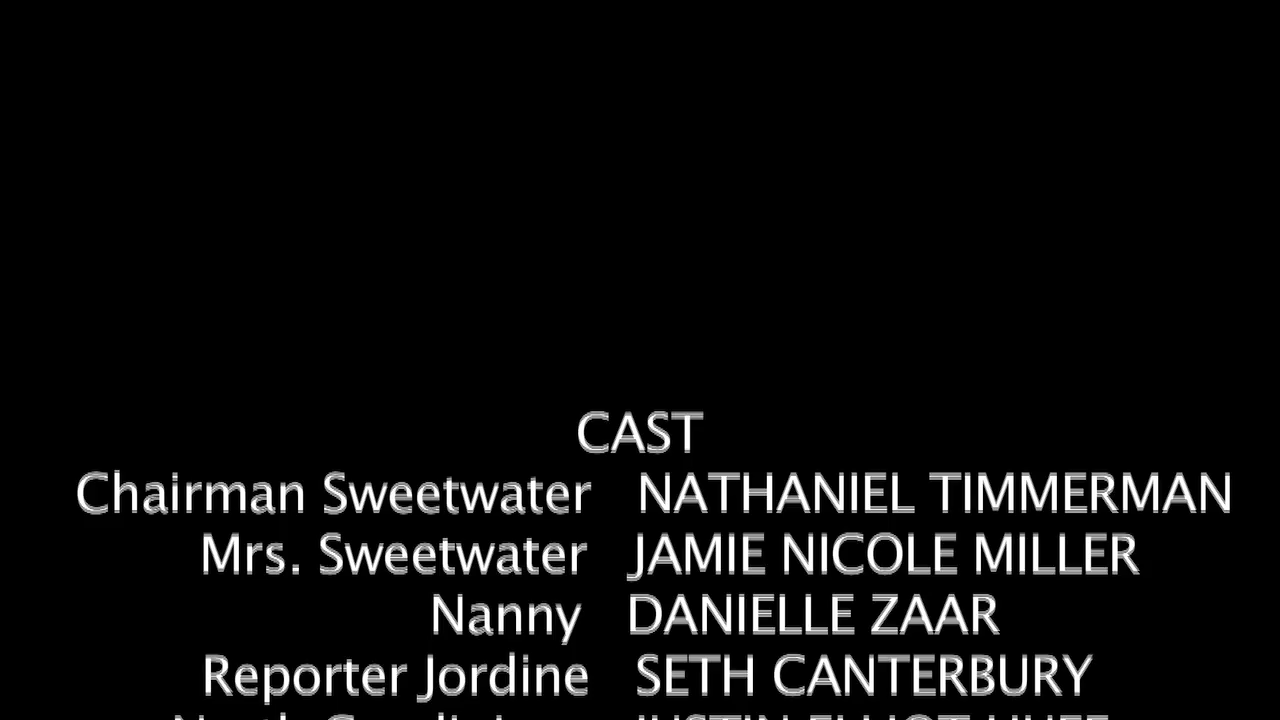 CAST
Chairman Sweetwater NATHANIEL TIMMERMAN
Mrs. Sweetwater JAMIE NICOLE MILLER
Nanny DANIELLE ZAAR
Reporter Jordine SETH CANTERBURY